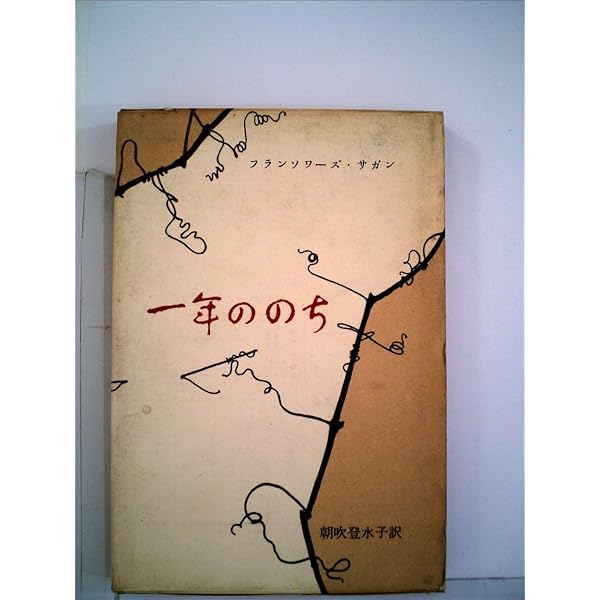 フランソワーズ・サガン
一年ののち
朝吹登水子訳